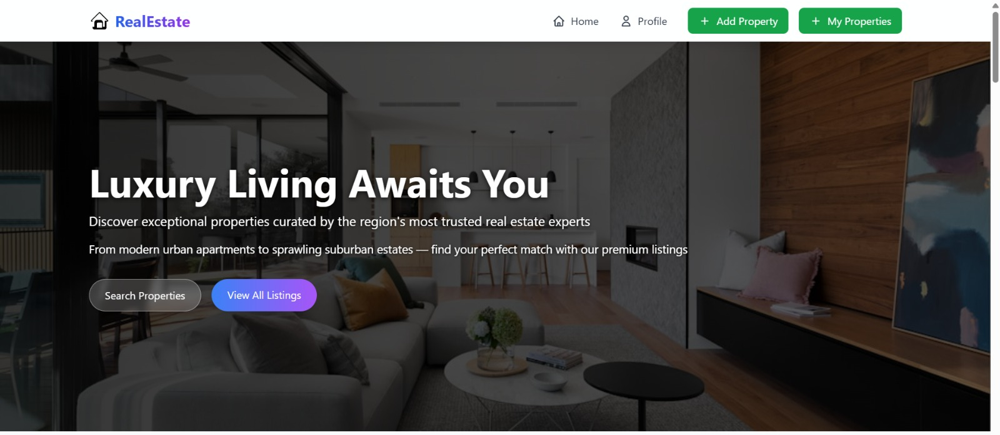 RealEstate
Home
Profile
+ Add Property
+ My Properties
Luxury Living Awaits You
Discover exceptional properties curated by the region's most trusted real estate experts
From modern urban apartments to sprawling suburban estates — find your perfect match with our premium listings
Search Properties
View All Listings